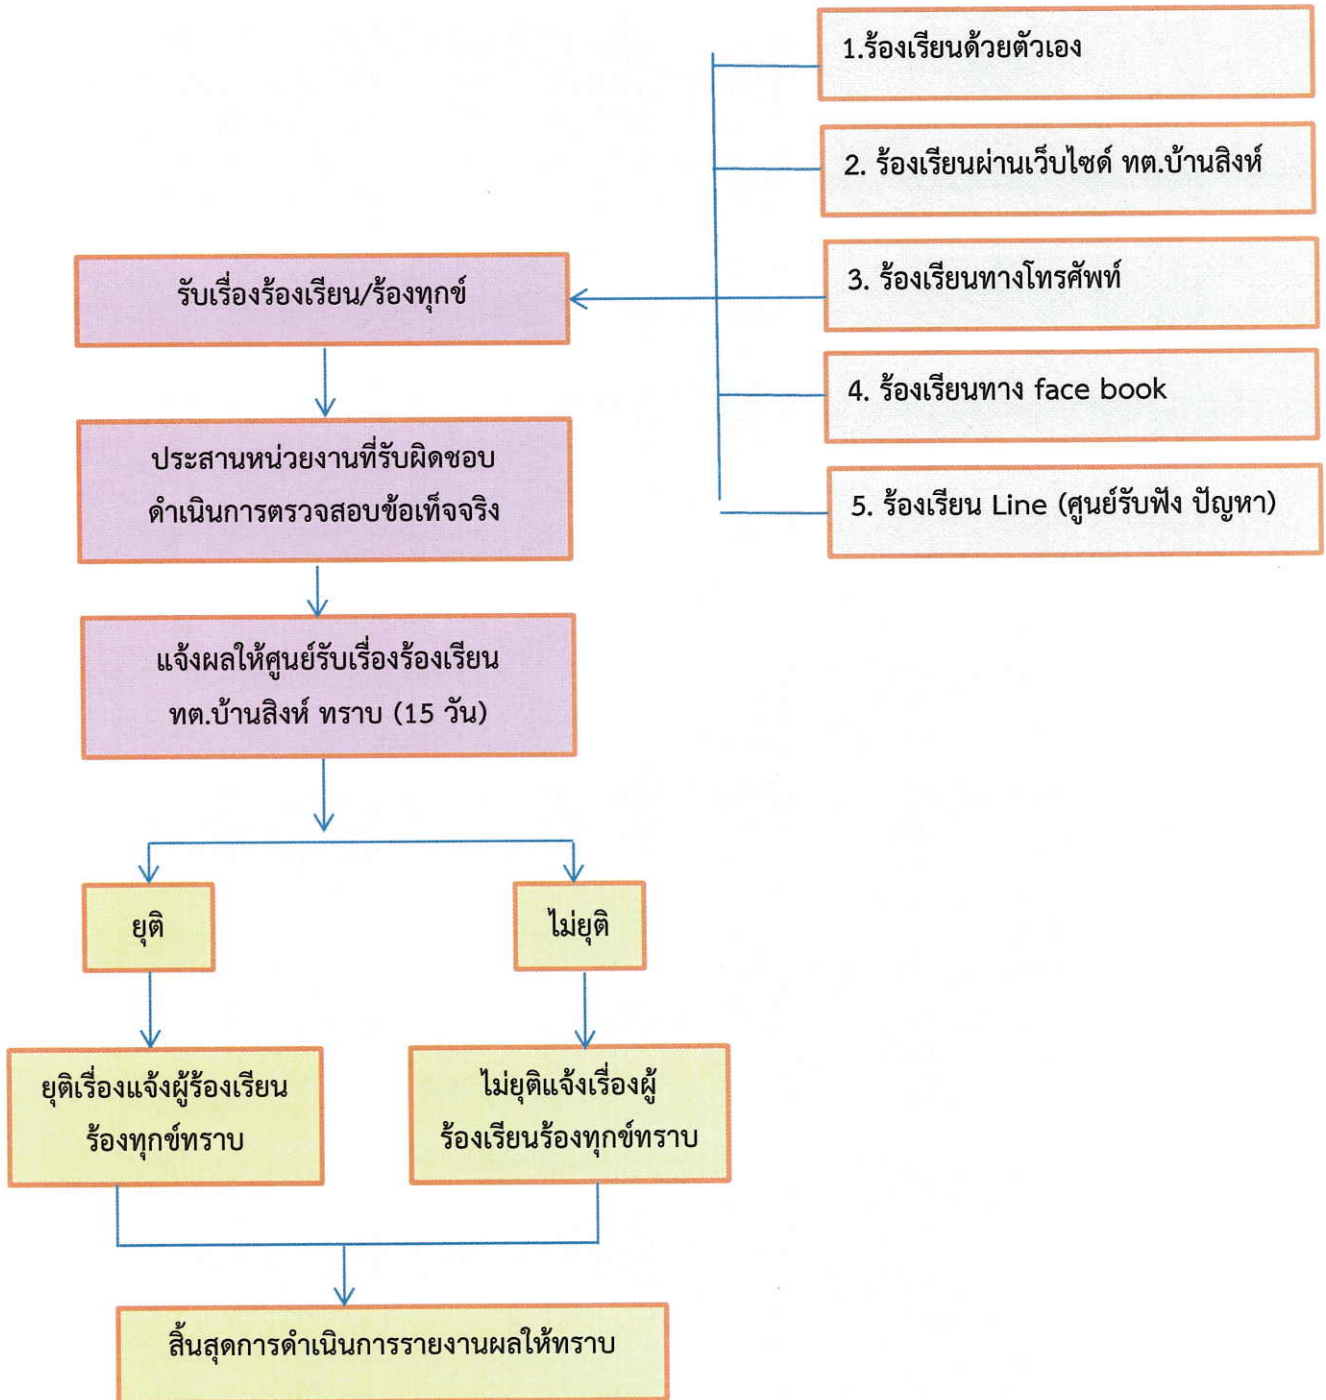 1.ร้องเรียนด้วยตัวเอง
2. ร้องเรียนผ่านเว็บไซด์ ทต.บ้านสิงห์
3. ร้องเรียนทางโทรศัพท์
4. ร้องเรียนทาง face book
5. ร้องเรียน Line (ศูนย์รับฟัง ปัญหา)
รับเรื่องร้องเรียน/ร้องทุกข์
ประสานหน่วยงานที่รับผิดชอบ
ดำเนินการตรวจสอบข้อเท็จจริง
แจ้งผลให้ศูนย์รับเรื่องร้องเรียน
ทต.บ้านสิงห์ ทราบ (15 วัน)
ยุติ
ไม่ยุติ
ยุติเรื่องแจ้งผู้ร้องเรียน
ร้องทุกข์ทราบ
ไม่ยุติแจ้งเรื่องผู้
ร้องเรียนร้องทุกข์ทราบ
สิ้นสุดการดำเนินการรายงานผลให้ทราบ